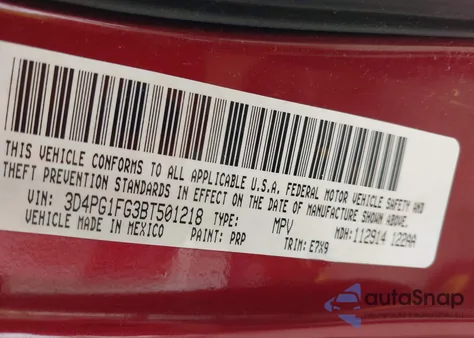 THIS VEHICLE CONFORMS TO ALL APPLICABLE U.S.A. FEDERAL MOTOR VEHICLE SAFETY AND
THEFT PREVENTION STANDARDS IN EFFECT ON THE DATE OF MANUFACTURE SHOWN ABOVE.
VIN: 3D4PG1FG3BT501218 TYPE: MPV MDH: 112914 122AA
VEHICLE MADE IN MEXICO PAINT: PRP TRIM: E7X9
autoSnap